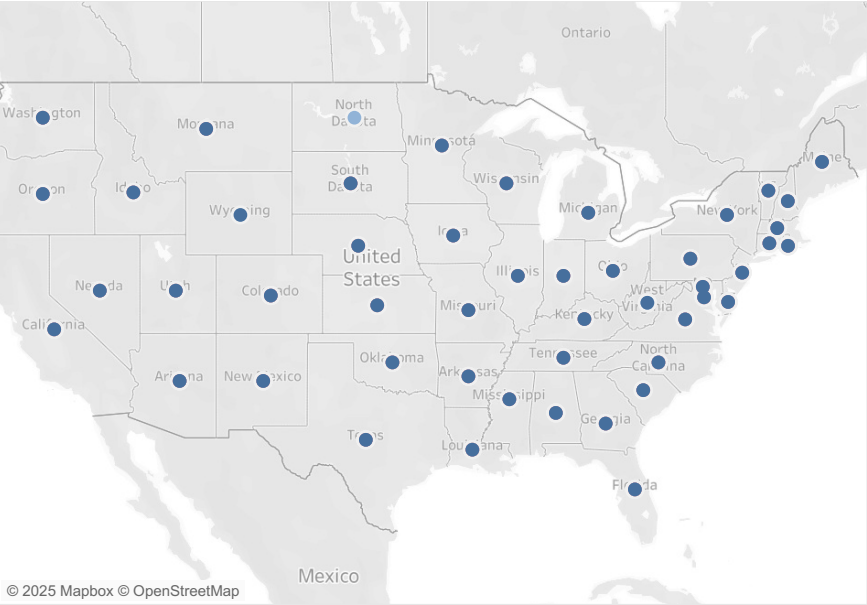 Ontario
Washington
Montana
North
Dakota
Minnesota
Maine
Oregon
Idaho
South
Dakota
Wisconsin
Wyoming
Michigan
New York
Iowa
United
States
Nevada
Utah
Colorado
Illinois
Ohio
West
Virginia
Missouri
Kentucky
California
Oklahoma
Tennessee
North
Carolina
Arizona
New Mexico
Arkansas
Mississippi
Georgia
Texas
Louisiana
Florida
Mexico
© 2025 Mapbox © OpenStreetMap